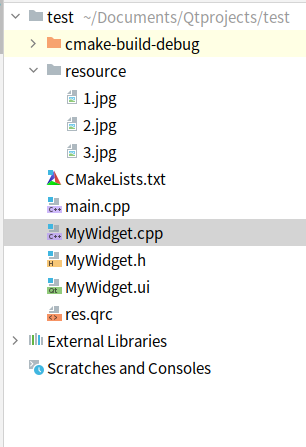 test ~/Documents/Qtprojects/test
cmake-build-debug
resource
1.jpg
2.jpg
3.jpg
CMakeLists.txt
main.cpp
MyWidget.cpp
MyWidget.h
MyWidget.ui
res.qrc
External Libraries
Scratches and Consoles